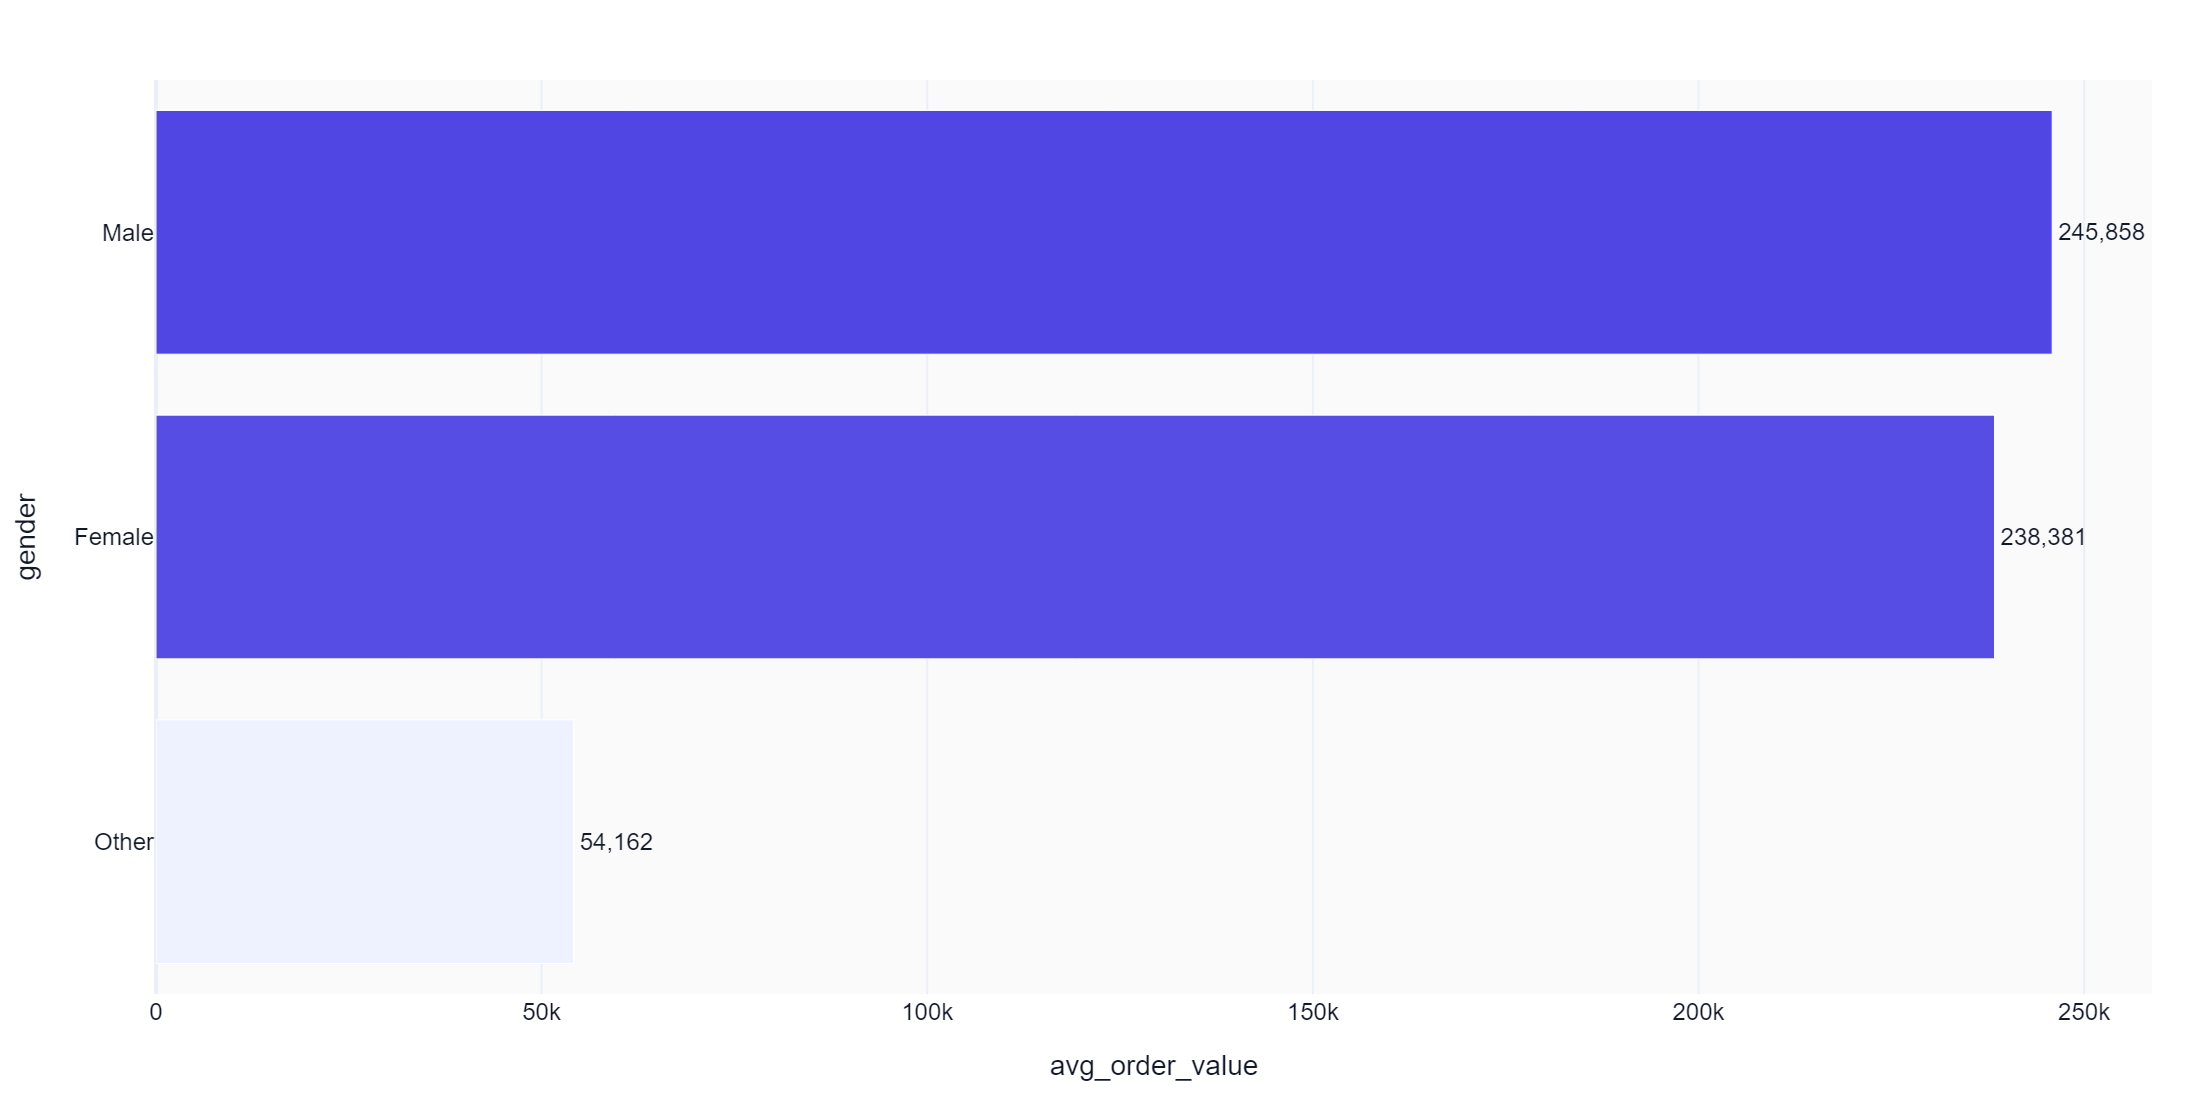 Male
245,858
Female
238,381
gender
Other
54,162
0
50k
100k
150k
200k
250k
avg_order_value